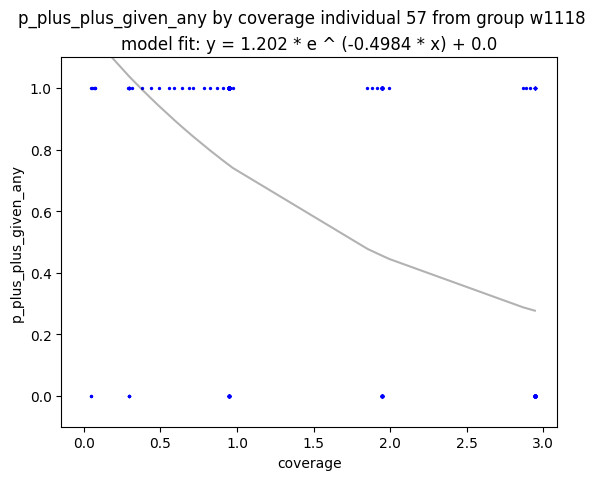 p_plus_plus_given_any by coverage individual 57 from group w1118
model fit: y = 1.202 * e ^ (-0.4984 * x) + 0.0
1.0
0.8
0.6
0.4
0.2
0.0
p_plus_plus_given_any
0.0 0.5 1.0 1.5 2.0 2.5 3.0
coverage